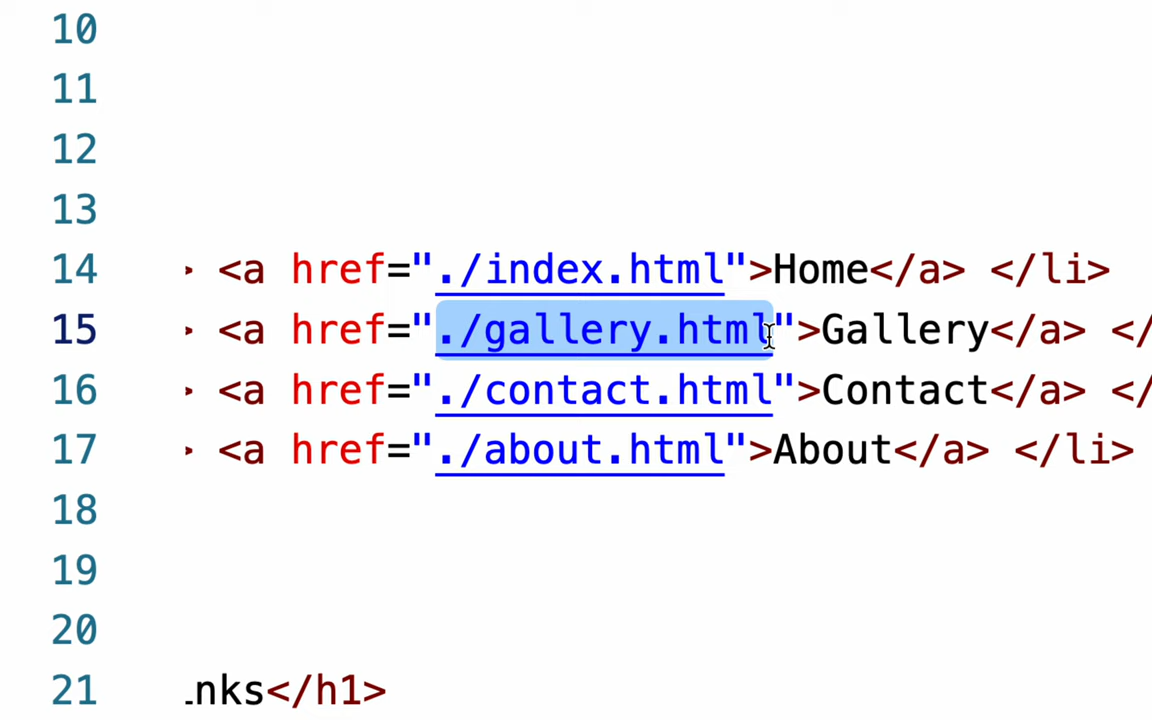 10
11
12
13
14 > <a href="./index.html">Home</a> </li>
15 > <a href="./gallery.html">Gallery</a> </
16 > <a href="./contact.html">Contact</a> </
17 > <a href="./about.html">About</a> </li>
18
19
20
21 nks</h1>